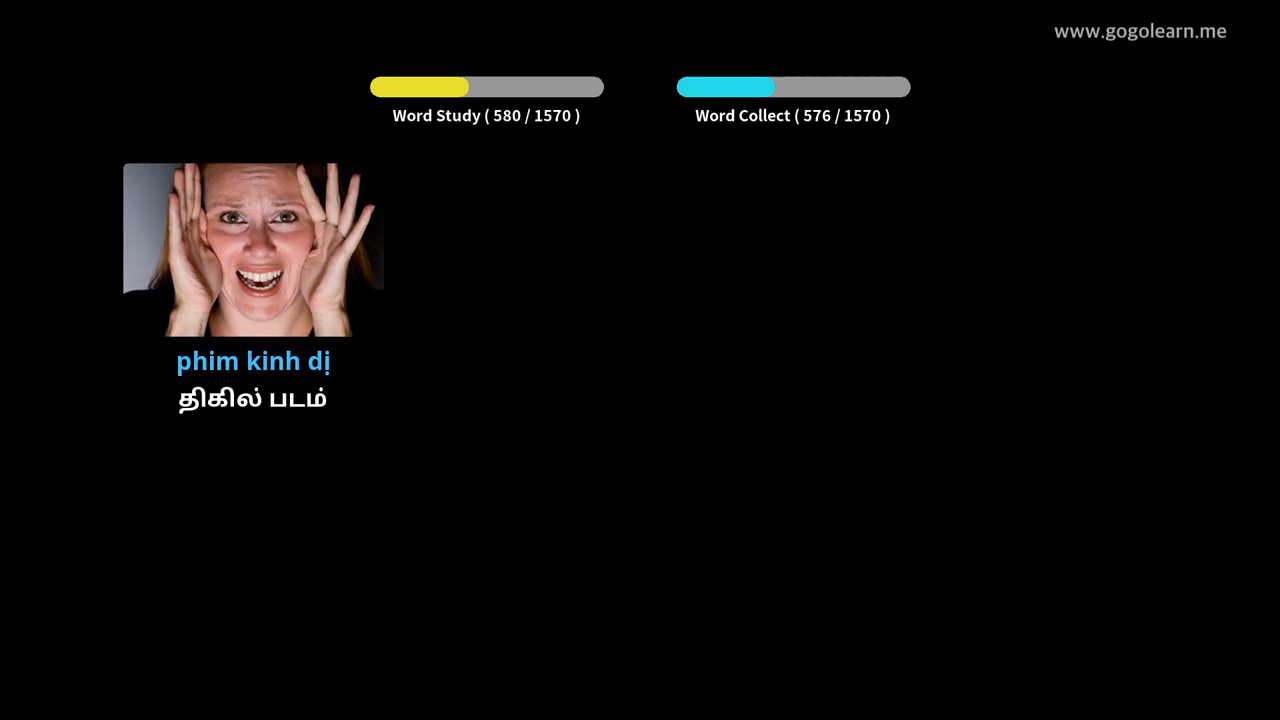 www.gogolearn.me
Word Study ( 580 / 1570 )
Word Collect ( 576 / 1570 )
phim kinh dị
திகில் படம்